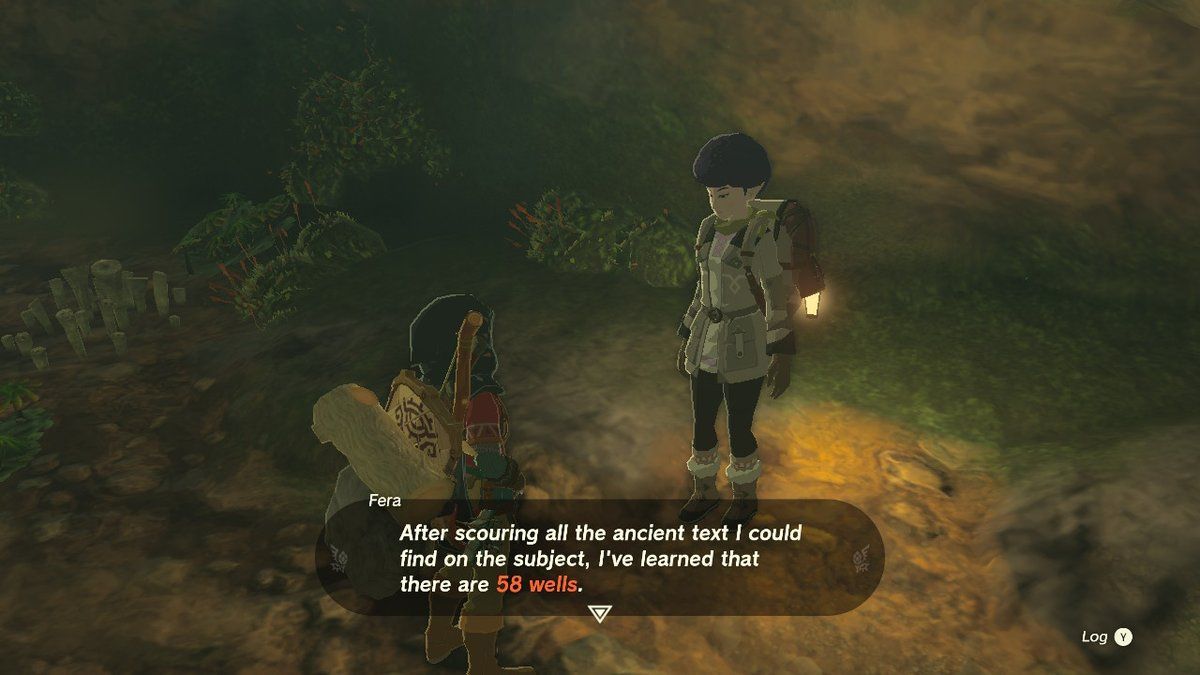 Fera
After scouring all the ancient text I could
find on the subject, I've learned that
there are 58 wells.
Log Y